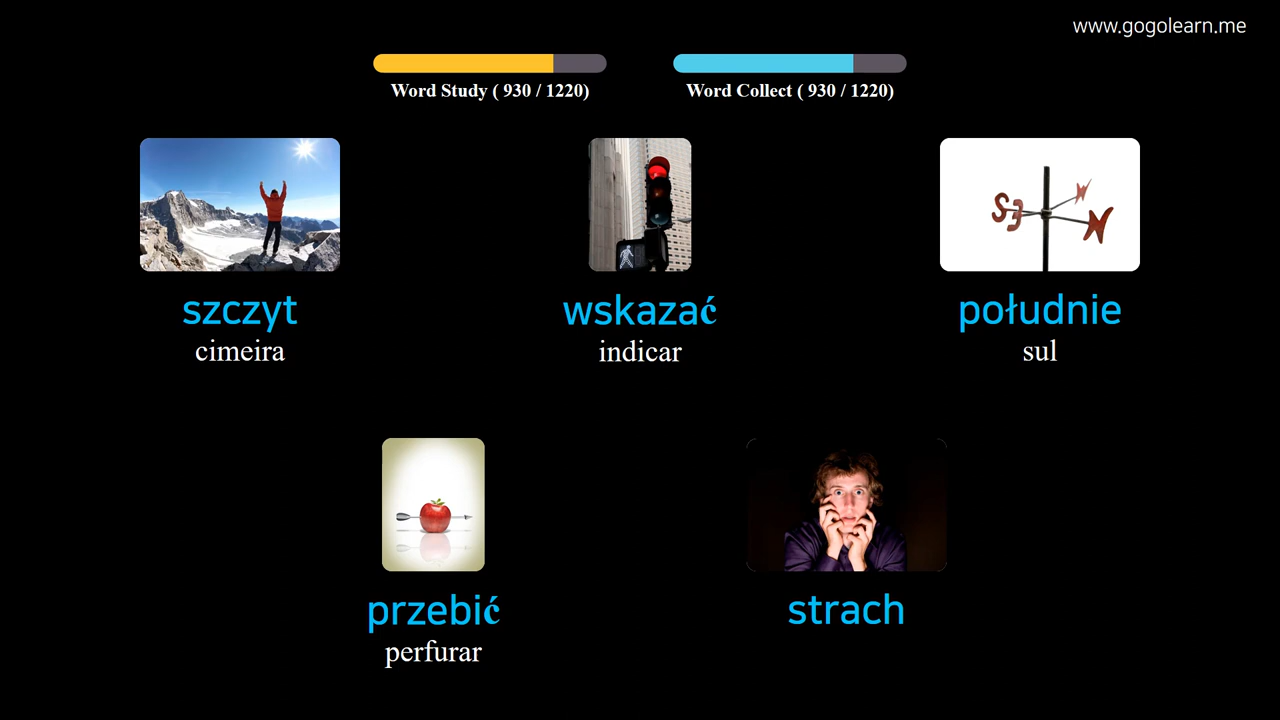 www.gogolearn.me
Word Study ( 930 / 1220)
Word Collect ( 930 / 1220)
szczyt
cimeira
wskazać
indicar
południe
sul
przebić
perfurar
strach